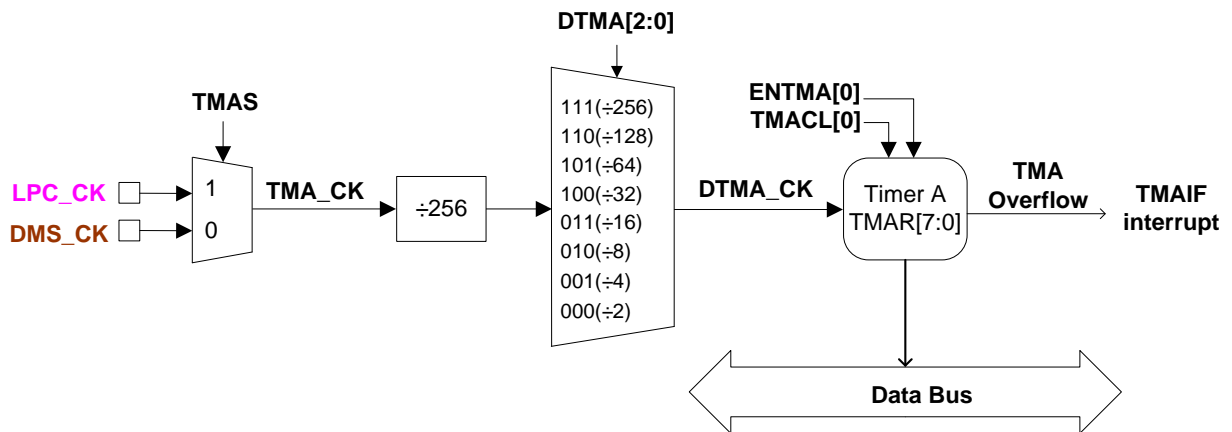 DTMA[2:0]
TMAS
LPC_CK
DMS_CK
1
0
TMA_CK
÷256
111(÷256)
110(÷128)
101(÷64)
100(÷32)
011(÷16)
010(÷8)
001(÷4)
000(÷2)
DTMA_CK
ENTMA[0]
TMACL[0]
Timer A
TMAR[7:0]
TMA
Overflow
TMAIF
interrupt
Data Bus